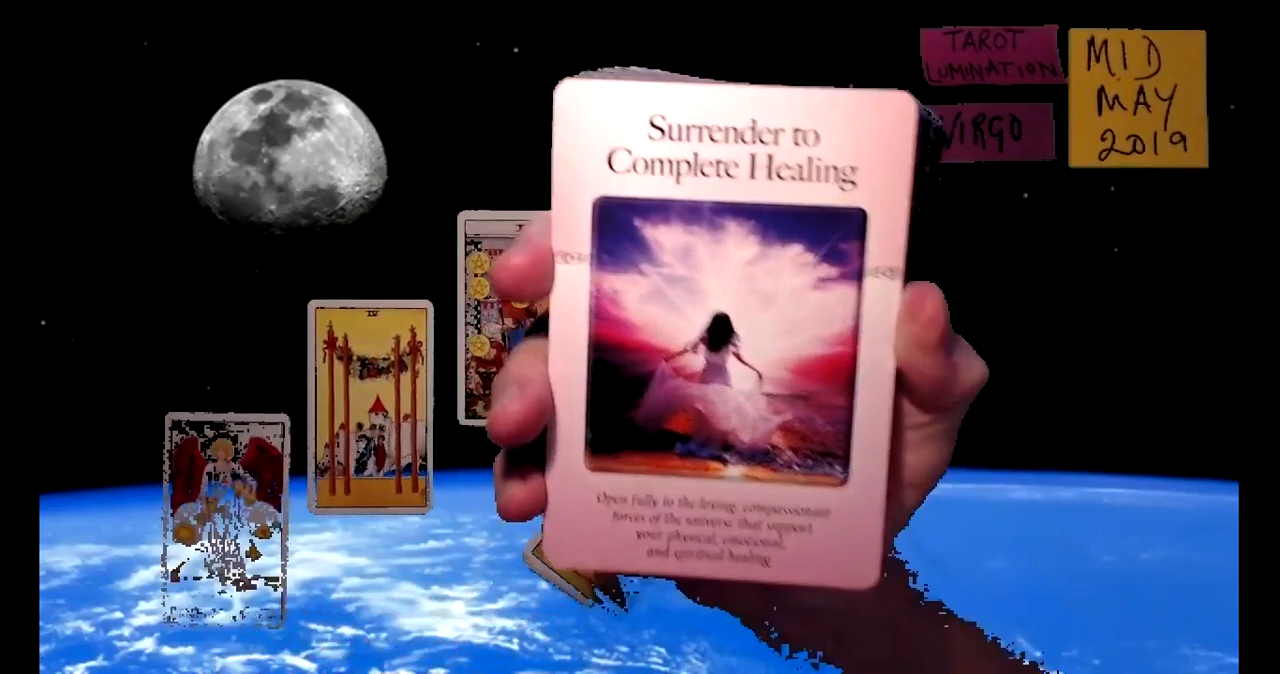 TAROT
LUMINATION
VIRGO
MID
MAY
2019
Surrender to
Complete Healing
Open fully to the loving, compassionate
forces of the universe that support
your physical, emotional,
and spiritual healing
IV